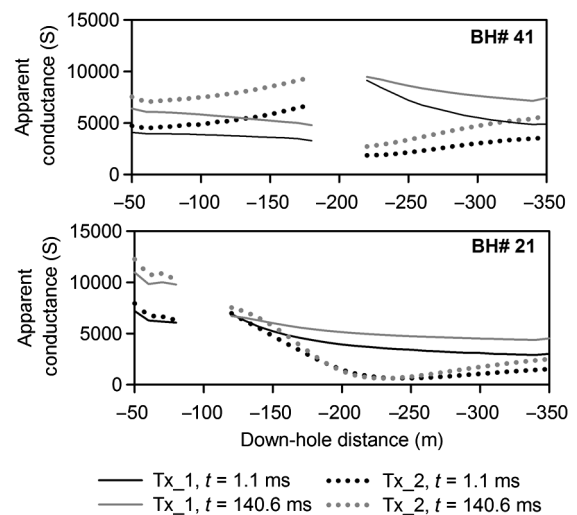 BH# 41
Apparent
conductance (S)
15000
10000
5000
0
–50
–100
–150
–200
–250
–300
–350
BH# 21
Apparent
conductance (S)
15000
10000
5000
0
–50
–100
–150
–200
–250
–300
–350
Down-hole distance (m)
Tx_1, t = 1.1 ms
Tx_2, t = 1.1 ms
Tx_1, t = 140.6 ms
Tx_2, t = 140.6 ms